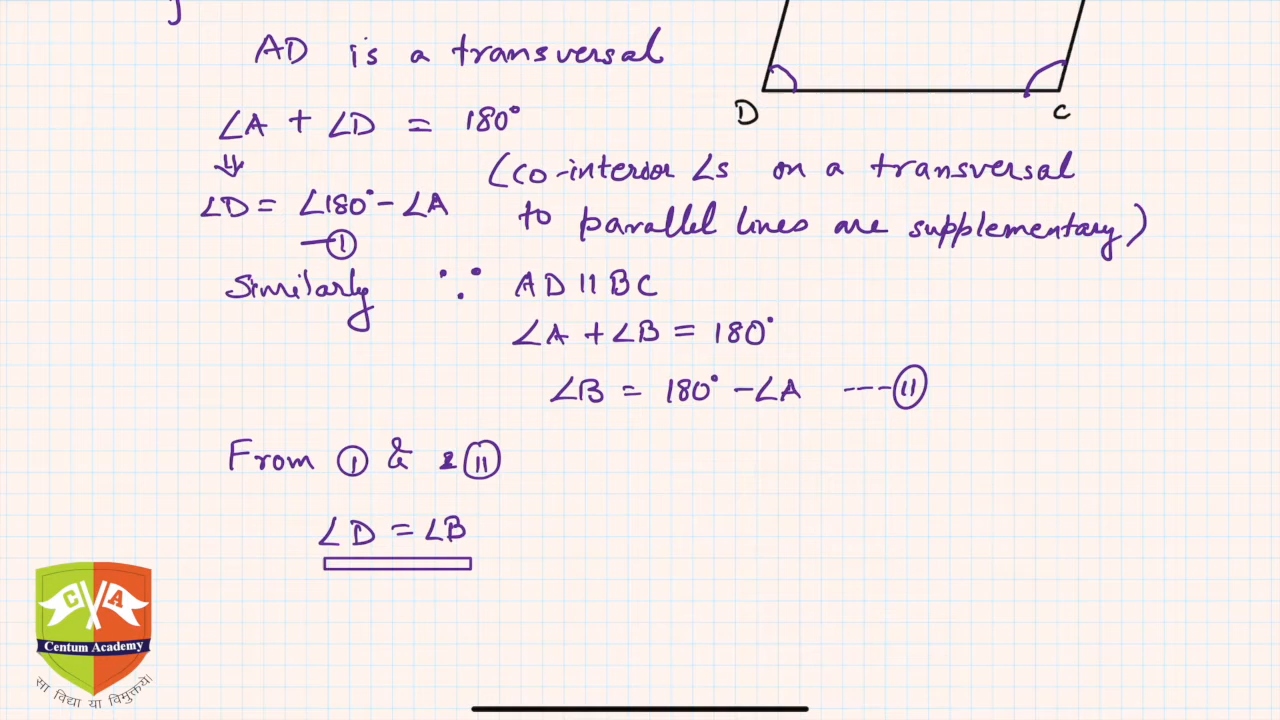 AD is a transversal
∠A + ∠D = 180°
⇓
∠D = ∠180° - ∠A
— ①
(co-interior ∠s on a transversal
to parallel lines are supplementary)
Similarly ∵ AD || BC
∠A + ∠B = 180°
∠B = 180° - ∠A ---- (II)
From (I) & (II)
∠D = ∠B
D
C
C A
Centum Academy
सा विद्या या विमुक्तये।